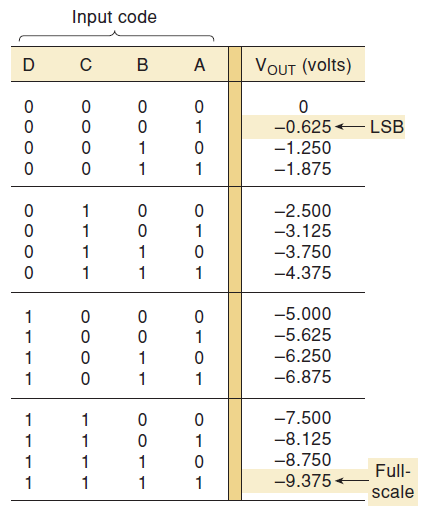 Input code
D C B A VOUT (volts)
0 0 0 0 0
0 0 0 1 −0.625 LSB
0 0 1 0 −1.250
0 0 1 1 −1.875
0 1 0 0 −2.500
0 1 0 1 −3.125
0 1 1 0 −3.750
0 1 1 1 −4.375
1 0 0 0 −5.000
1 0 0 1 −5.625
1 0 1 0 −6.250
1 0 1 1 −6.875
1 1 0 0 −7.500
1 1 0 1 −8.125
1 1 1 0 −8.750
1 1 1 1 −9.375 Full-
scale